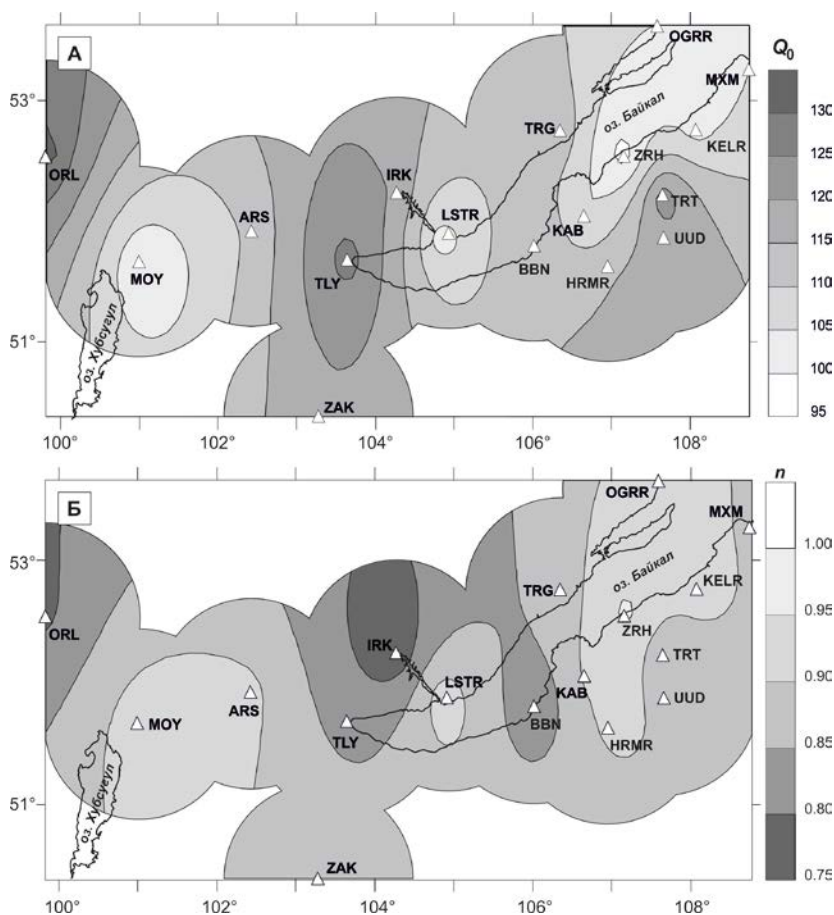 А
Q0
OGRR
MXM
53°
оз. Байкал
TRG
KELR
ZRH
ORL
IRK
TRT
ARS
LSTR
KAB
UUD
MOY
TLY
BBN
HRMR
51°
оз. Хубсугул
ZAK
100°
102°
104°
106°
108°
130
125
120
115
110
105
100
95
Б
n
OGRR
MXM
53°
оз. Байкал
TRG
KELR
ZRH
ORL
IRK
TRT
LSTR
KAB
ARS
UUD
MOY
TLY
BBN
HRMR
51°
оз. Хубсугул
ZAK
100°
102°
104°
106°
108°
1.00
0.95
0.90
0.85
0.80
0.75